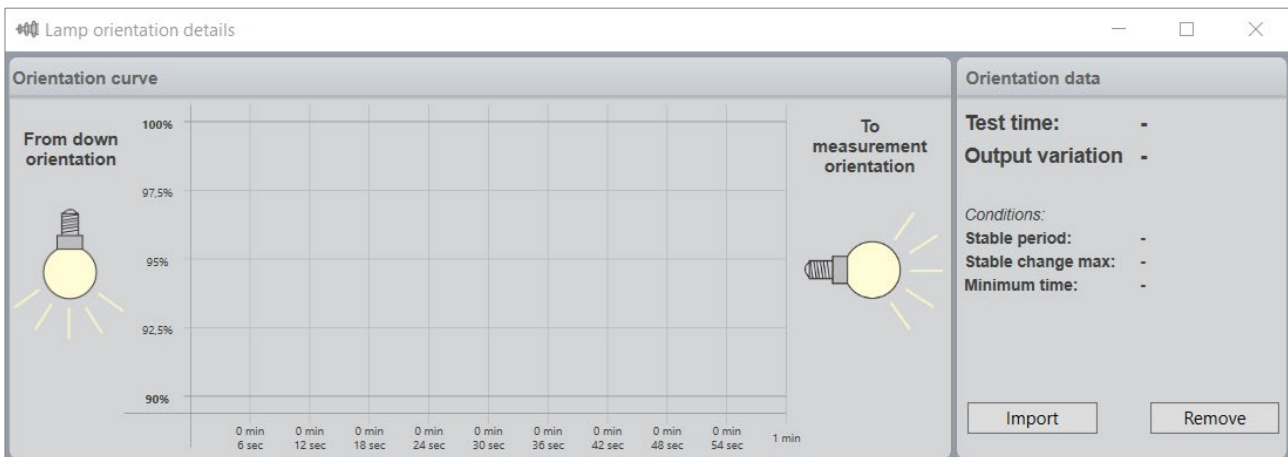 Lamp orientation details
Orientation curve
From down
orientation
100%
97,5%
95%
92,5%
90%
0 min
6 sec
0 min
12 sec
0 min
18 sec
0 min
24 sec
0 min
30 sec
0 min
36 sec
0 min
42 sec
0 min
48 sec
0 min
54 sec
1 min
To
measurement
orientation
Orientation data
Test time: -
Output variation -
Conditions:
Stable period: -
Stable change max: -
Minimum time: -
Import
Remove